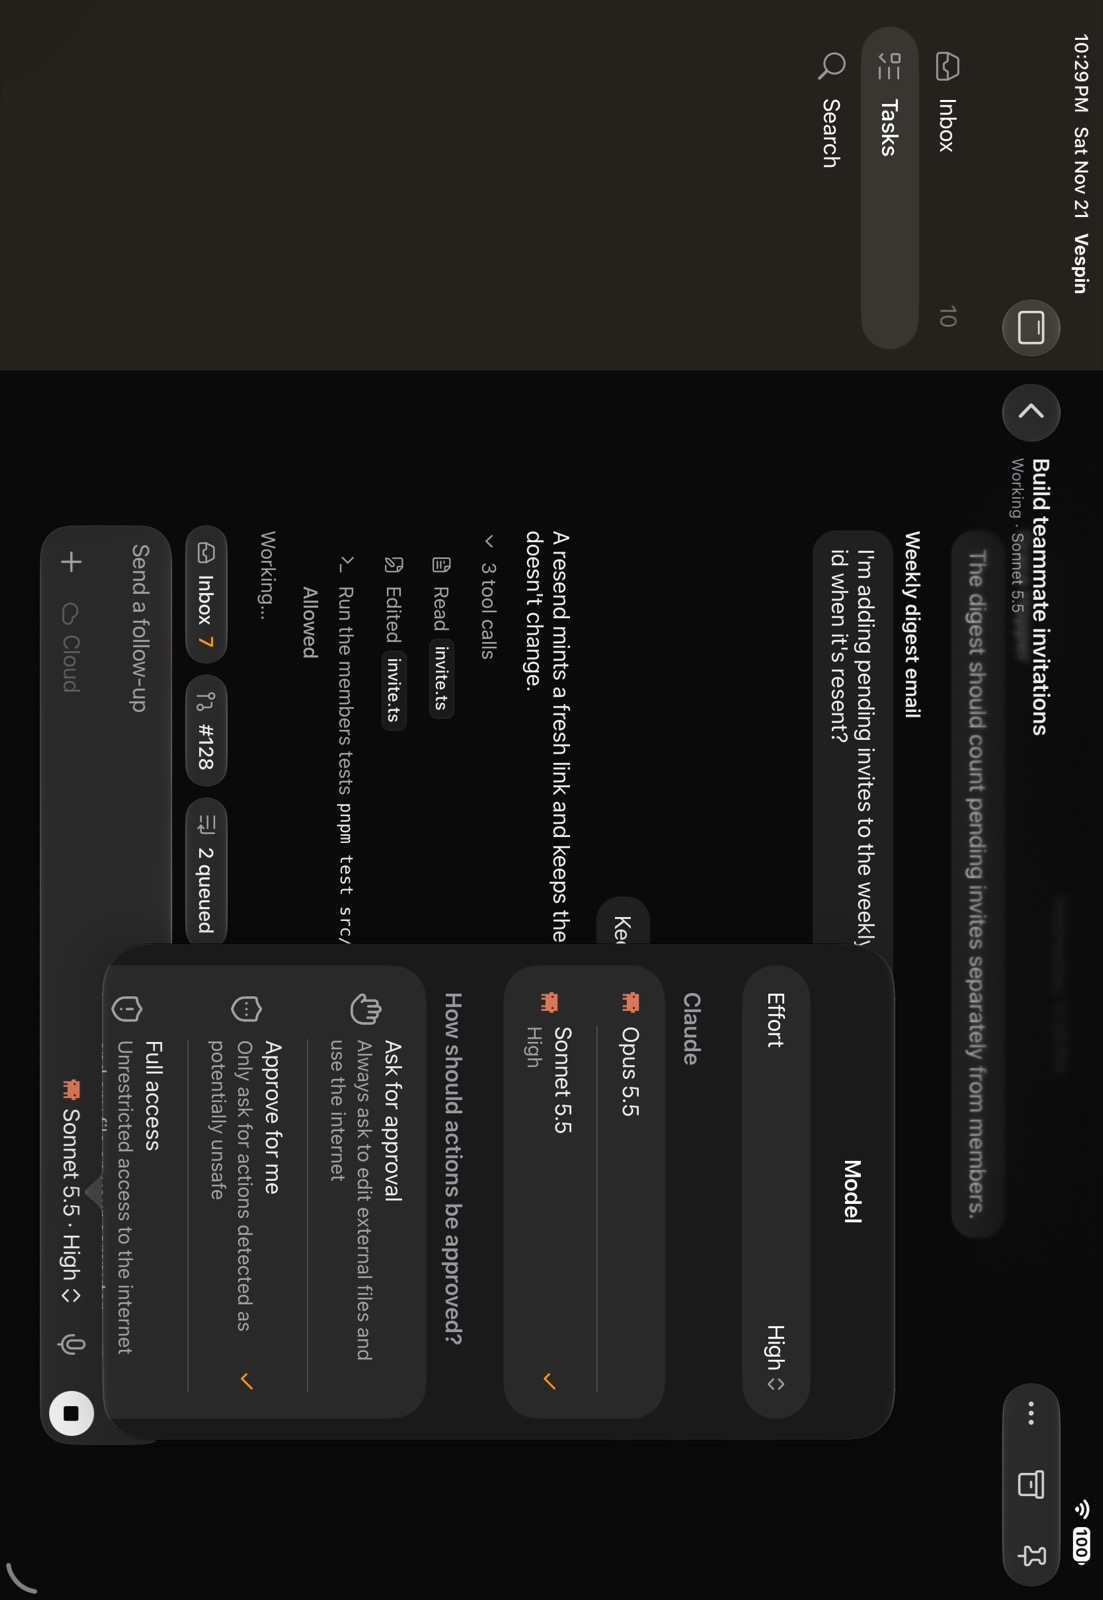 10:29 PM Sat Nov 21 Vespin
100
Inbox 10
Tasks
Search
Build teammate invitations
Working · Sonnet 5.5
The digest should count pending invites separately from members.
Weekly digest email
I'm adding pending invites to the weekly
id when it's resent?
Kee
A resend mints a fresh link and keeps the
doesn't change.
3 tool calls
Read invite.ts
Edited invite.ts
Run the members tests pnpm test src/
Allowed
Working...
Inbox 7
#128
2 queued
Send a follow-up
Cloud
Sonnet 5.5 · High
Model
Effort High
Claude
Opus 5.5
Sonnet 5.5
High
How should actions be approved?
Ask for approval
Always ask to edit external files and
use the internet
Approve for me
Only ask for actions detected as
potentially unsafe
Full access
Unrestricted access to the internet